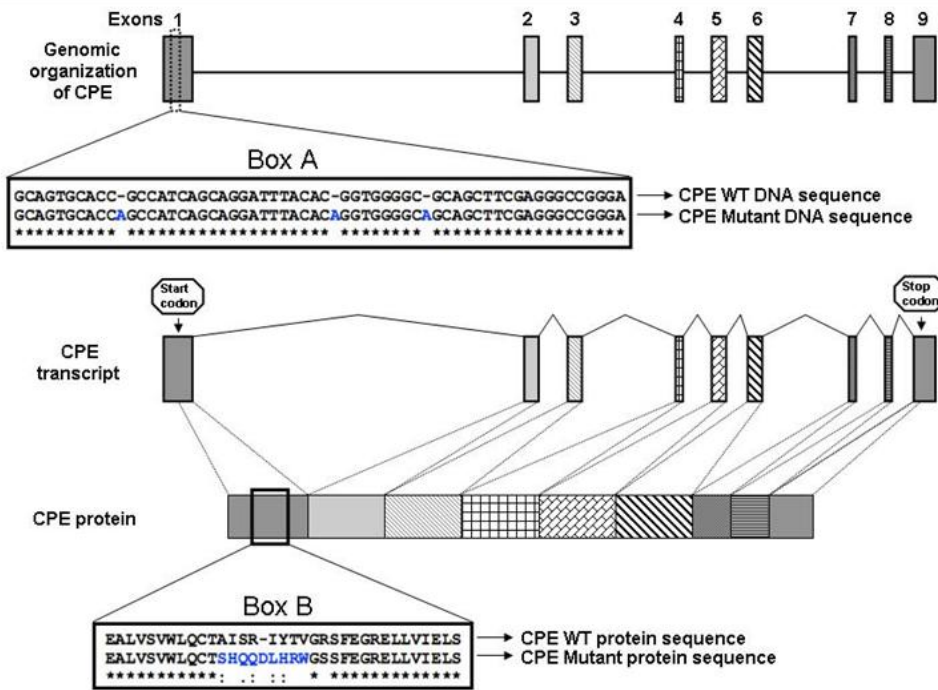 Exons 1 2 3 4 5 6 7 8 9
Genomic
organization
of CPE
Box A
GCAGTGCACC-GCCATCAGCAGGATTTACAC-GGTGGGGC-GCAGCTTCGAGGGCCGGGA CPE WT DNA sequence
GCAGTGCACCAGCCATCAGCAGGATTTACACAGGTGGGGCAGCAGCTTCGAGGGCCGGGA CPE Mutant DNA sequence
********** ******************** ******** ********************
Start
codon
Stop
codon
CPE
transcript
CPE protein
Box B
EALVSVWLQCTAISR-IYTVGRSFEGRELLVIELS CPE WT protein sequence
EALVSVWLQCTSHQQDLHRWGSSFEGRELLVIELS CPE Mutant protein sequence
***********: .: :: * *************